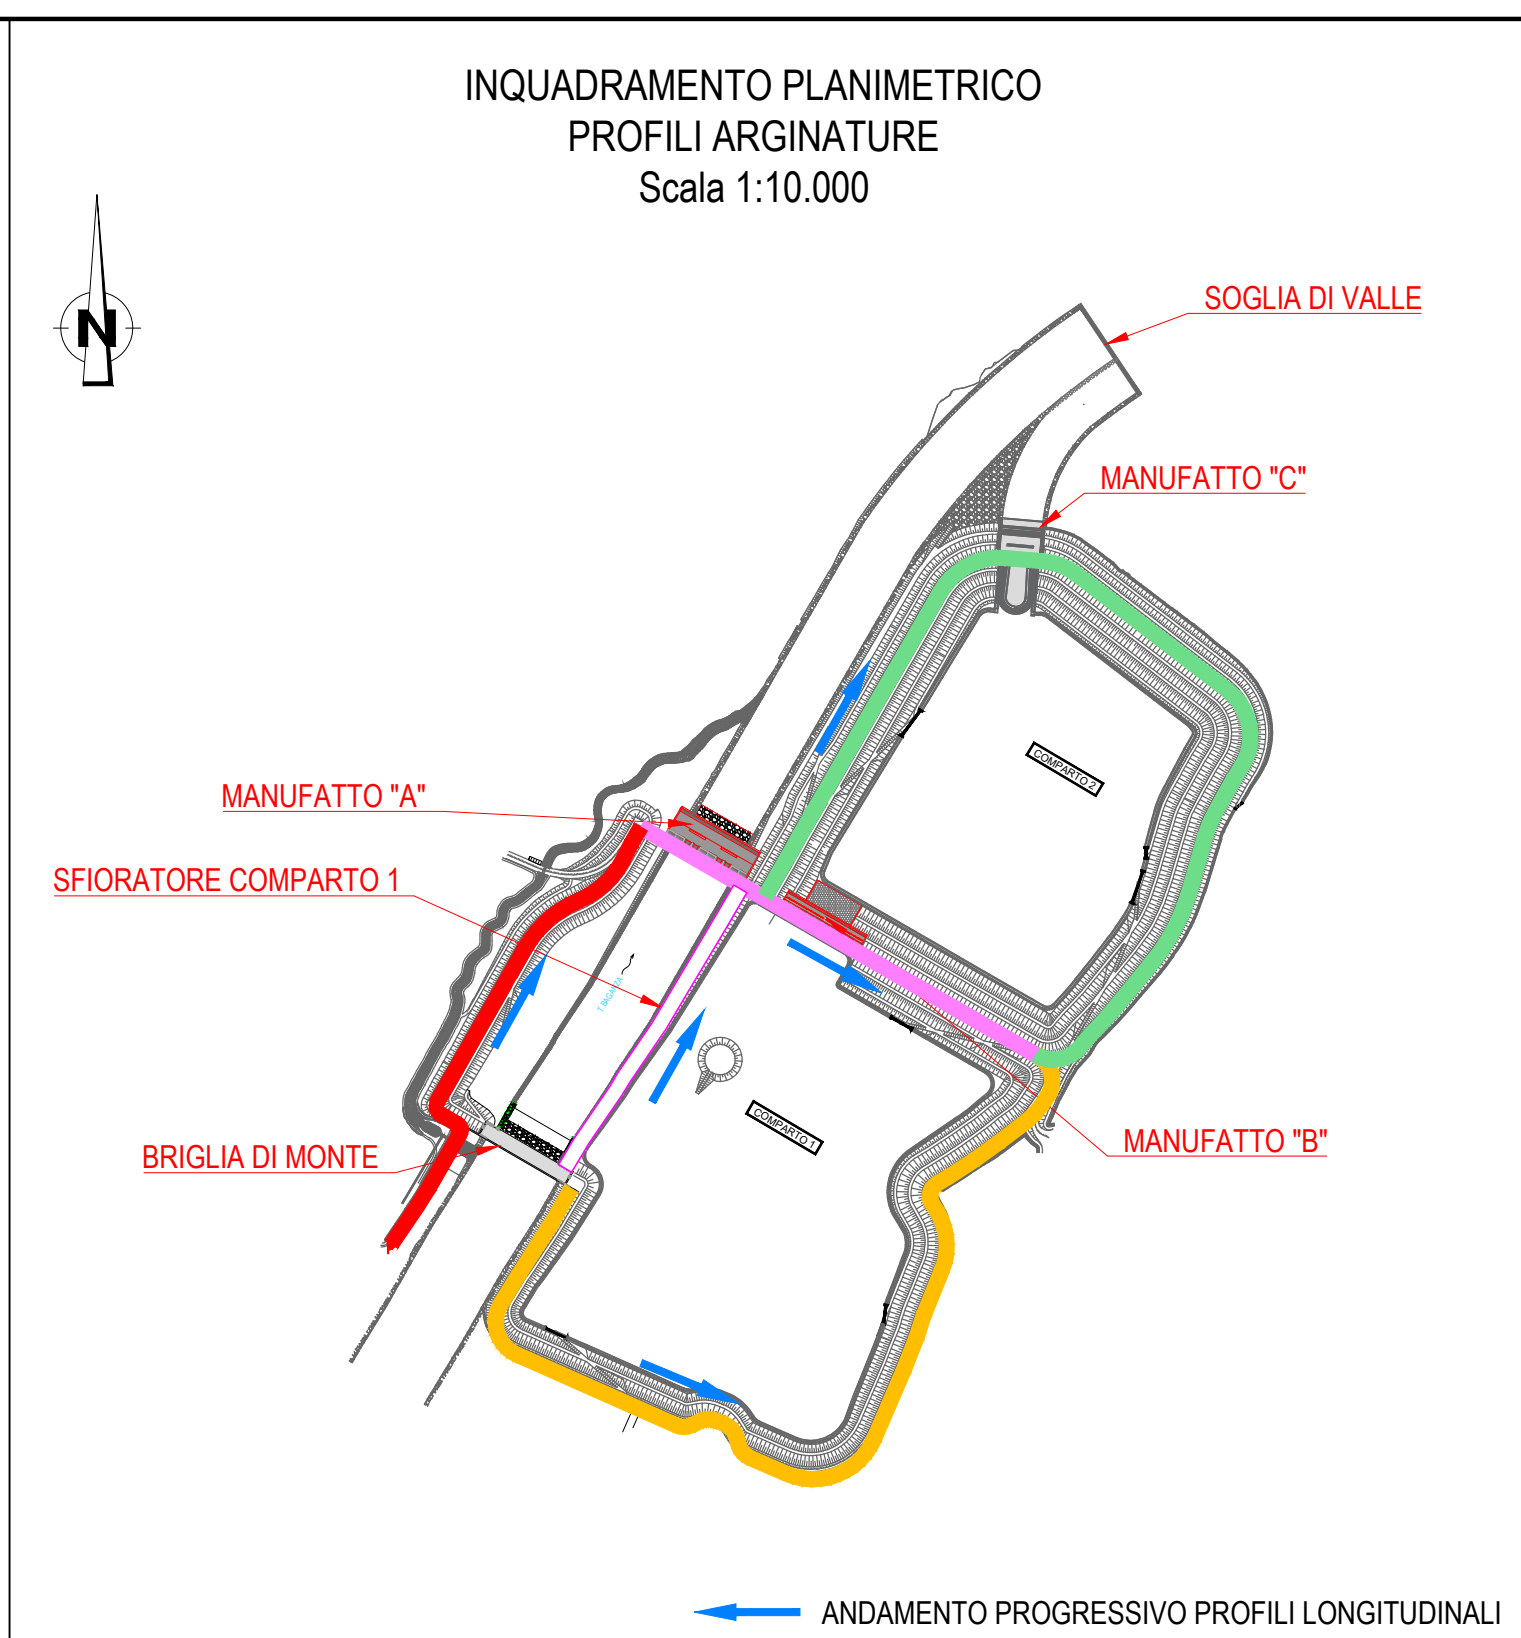 INQUADRAMENTO PLANIMETRICO
PROFILI ARGINATURE
Scala 1:10.000
N
SOGLIA DI VALLE
MANUFATTO "C"
COMPARTO 2
MANUFATTO "A"
SFIORATORE COMPARTO 1
T. BAGANZA
COMPARTO 1
MANUFATTO "B"
BRIGLIA DI MONTE
ANDAMENTO PROGRESSIVO PROFILI LONGITUDINALI